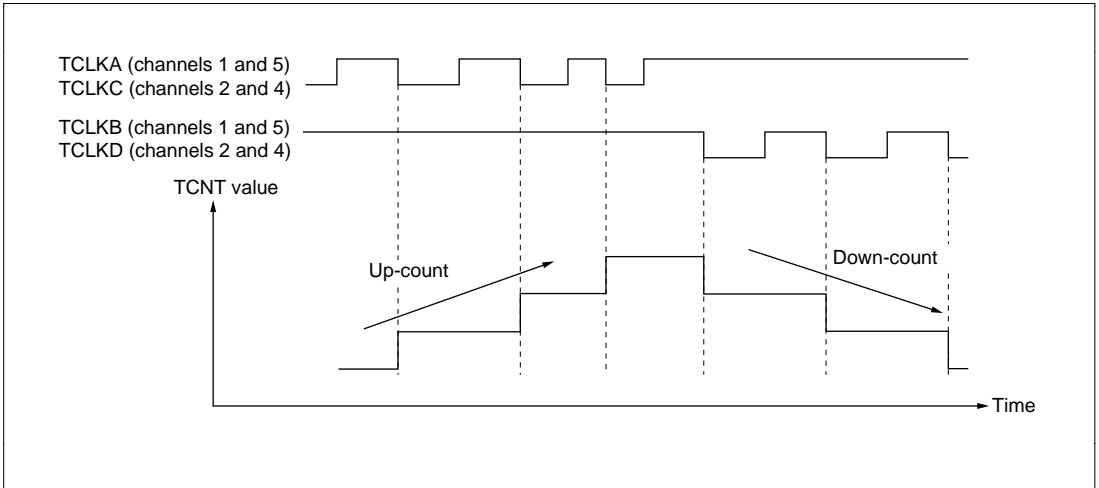 TCLKA (channels 1 and 5)
TCLKC (channels 2 and 4)
TCLKB (channels 1 and 5)
TCLKD (channels 2 and 4)
TCNT value
Up-count
Down-count
Time